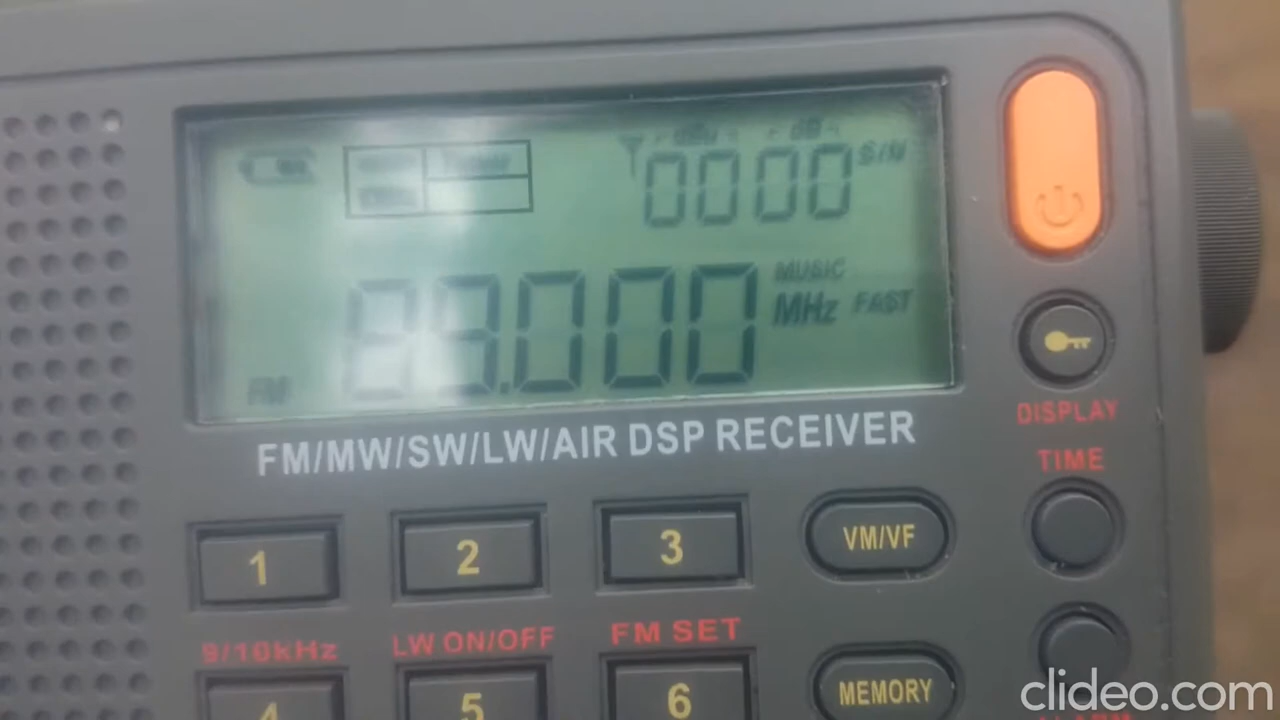 0000 S/N
MUSIC
MHz FAST
FM
FM/MW/SW/LW/AIR DSP RECEIVER
DISPLAY
TIME
1 2 3 VM/VF
9/10kHz LW ON/OFF FM SET
4 5 6 MEMORY
ALARM
clideo.com